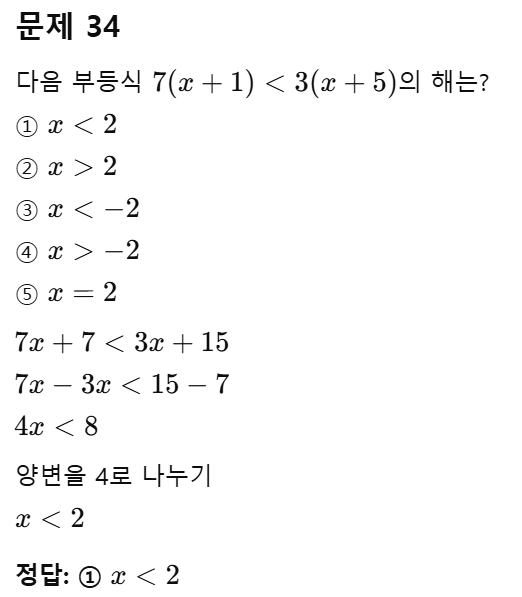 문제 34
다음 부등식 7(x + 1) < 3(x + 5)의 해는?
① x < 2
② x > 2
③ x < −2
④ x > −2
⑤ x = 2
7x + 7 < 3x + 15
7x − 3x < 15 − 7
4x < 8
양변을 4로 나누기
x < 2
정답: ① x < 2